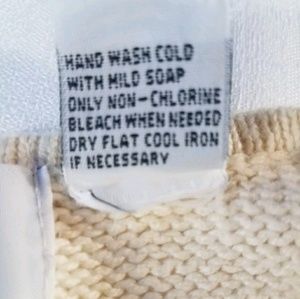 HAND WASH COLD
WITH MILD SOAP
ONLY NON-CHLORINE
BLEACH WHEN NEEDED
DRY FLAT COOL IRON
IF NECESSARY